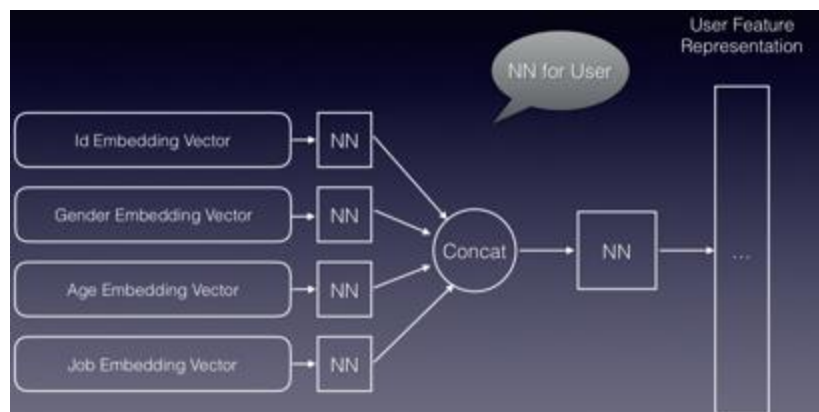 User Feature
Representation
NN for User
Id Embedding Vector
NN
Gender Embedding Vector
NN
Age Embedding Vector
NN
Job Embedding Vector
NN
Concat
NN
...